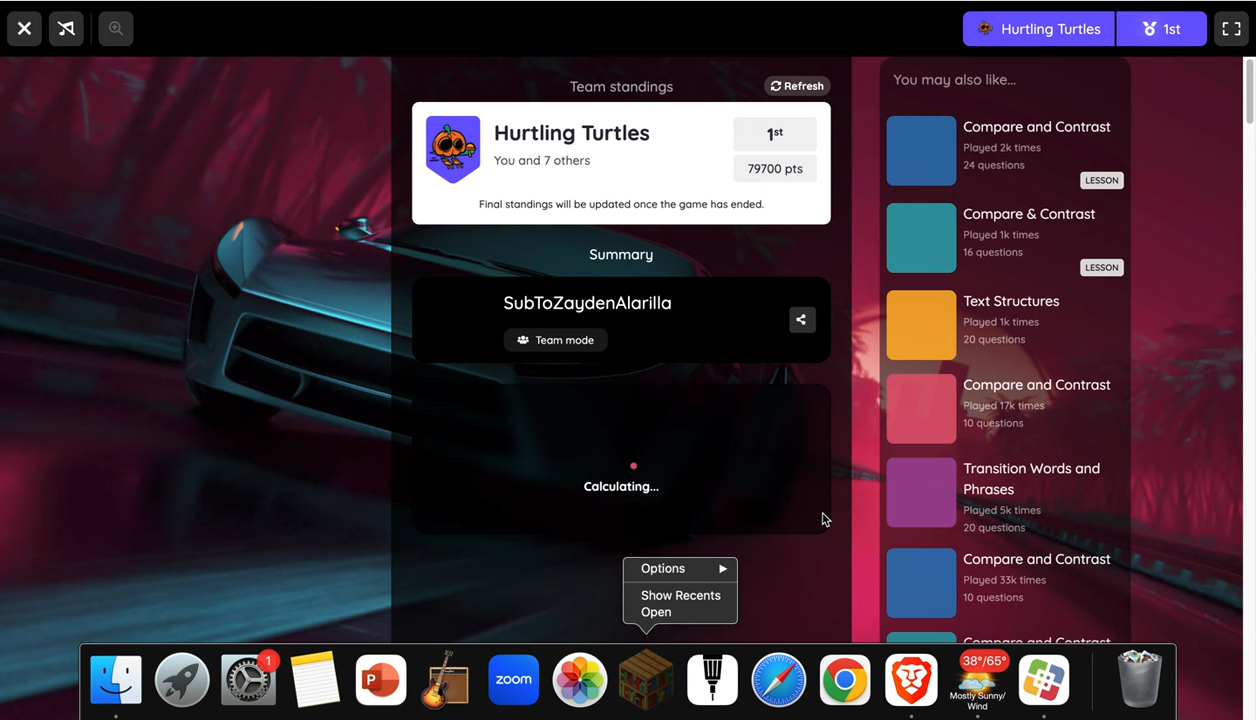 Hurtling Turtles
1st
Team standings
Refresh
Hurtling Turtles
You and 7 others
1st
79700 pts
Final standings will be updated once the game has ended.
Summary
SubToZaydenAlarilla
Team mode
Calculating...
You may also like...
Compare and Contrast
Played 2k times
24 questions
LESSON
Compare & Contrast
Played 1k times
16 questions
LESSON
Text Structures
Played 1k times
20 questions
Compare and Contrast
Played 17k times
10 questions
Transition Words and
Phrases
Played 5k times
20 questions
Compare and Contrast
Played 33k times
10 questions
Compare and Contrast
Options
Show Recents
Open
1
P
zoom
38°/65°
Mostly Sunny/
Wind